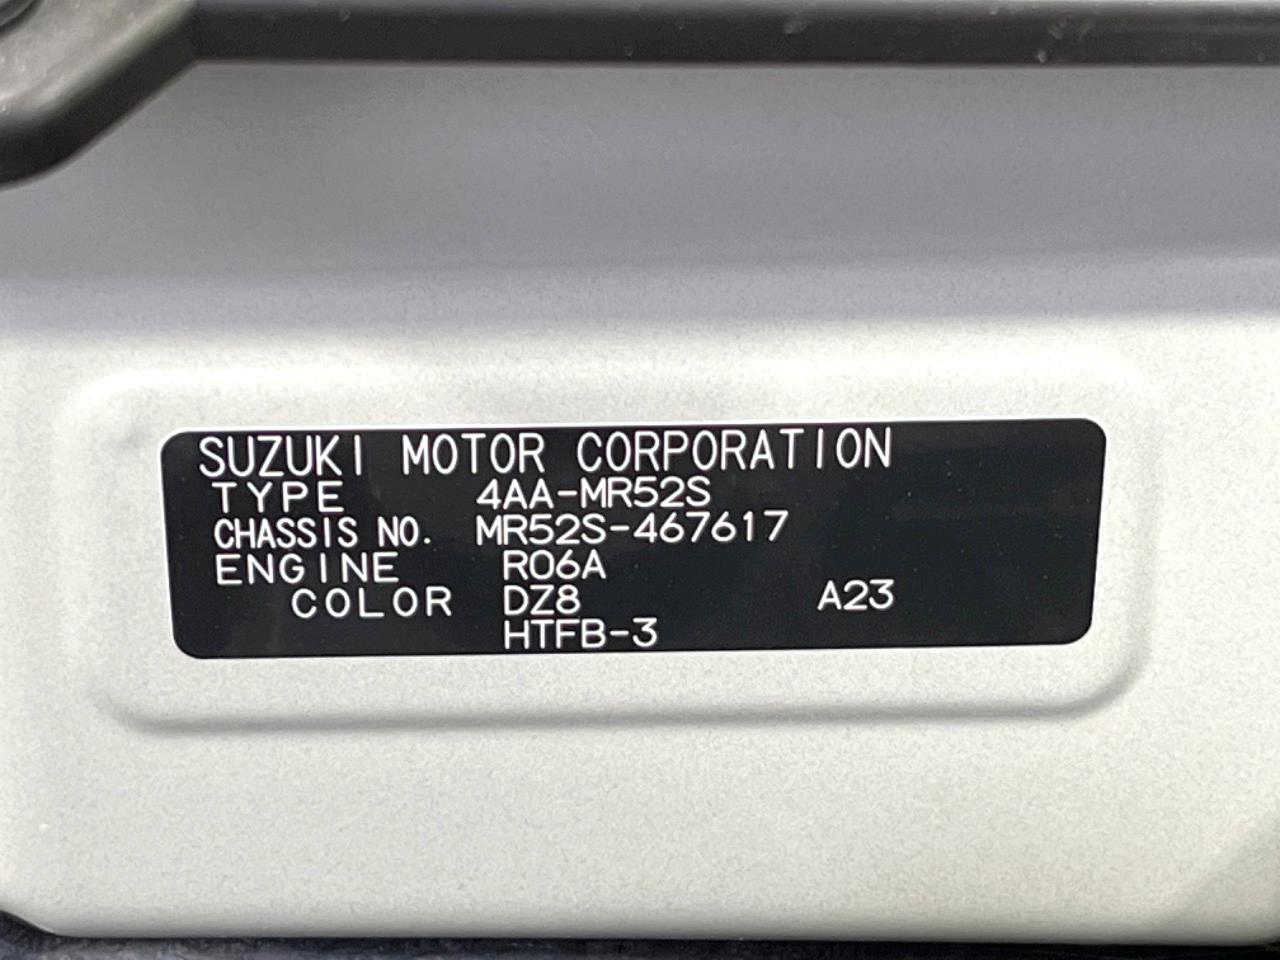 SUZUKI MOTOR CORPORATION
TYPE 4AA-MR52S
CHASSIS NO. MR52S-467617
ENGINE R06A
COLOR DZ8 A23
HTFB-3